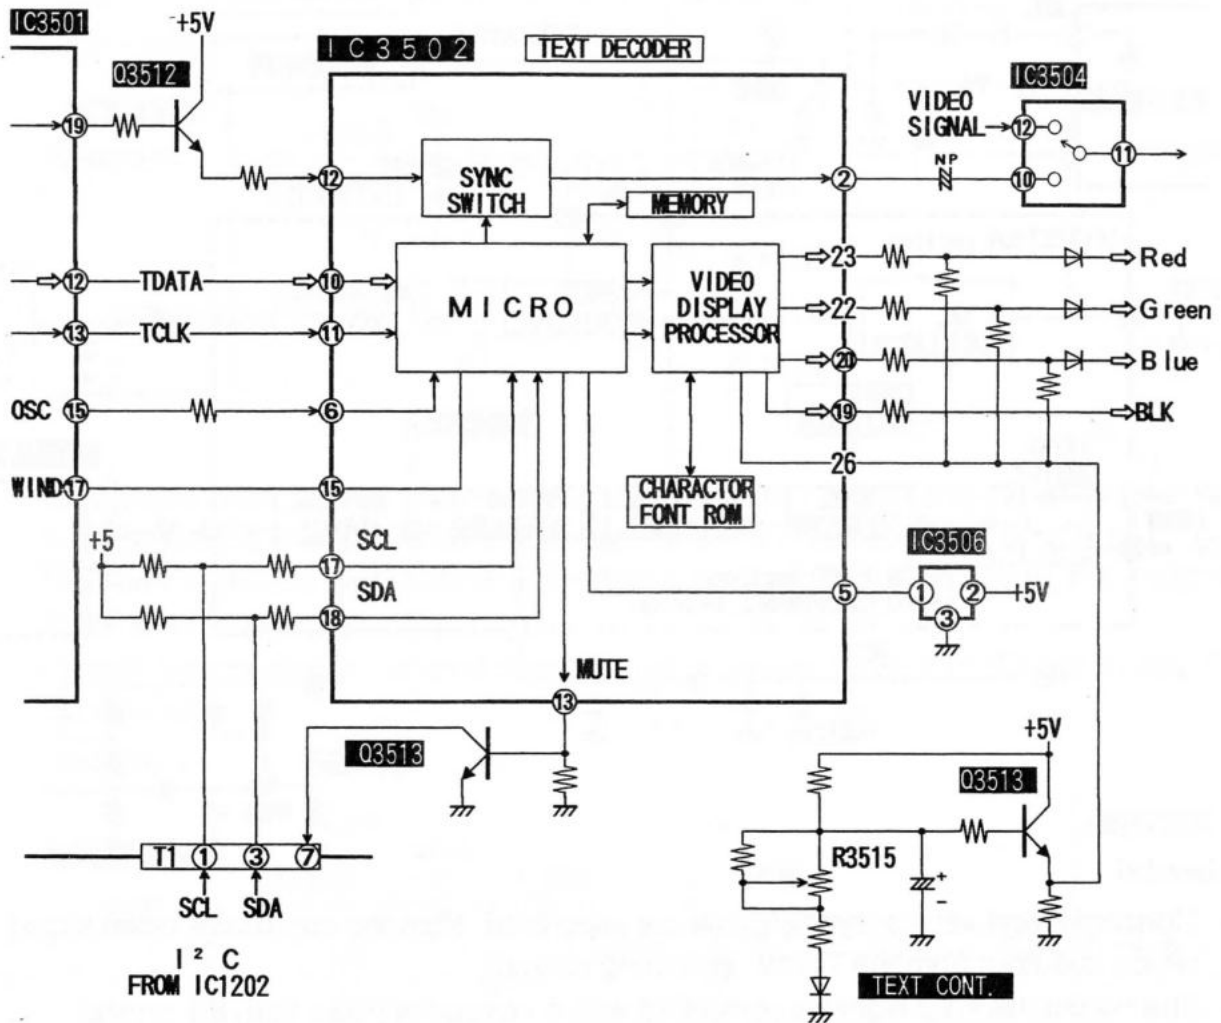 IC3501
+5V
IC3502
TEXT DECODER
Q3512
IC3504
VIDEO
SIGNAL
12
11
10
NP
19
12
SYNC
SWITCH
2
MEMORY
12
TDATA
10
MICRO
VIDEO
DISPLAY
PROCESSOR
23
Red
13
TCLK
11
22
Green
20
Blue
OSC
15
6
19
BLK
26
WIND
17
15
CHARACTOR
FONT ROM
+5
SCL
17
IC3506
SDA
18
5
1
2
+5V
3
MUTE
13
Q3513
+5V
Q3513
R3515
+
-
T1
1
3
7
SCL
SDA
I² C
FROM IC1202
TEXT CONT.